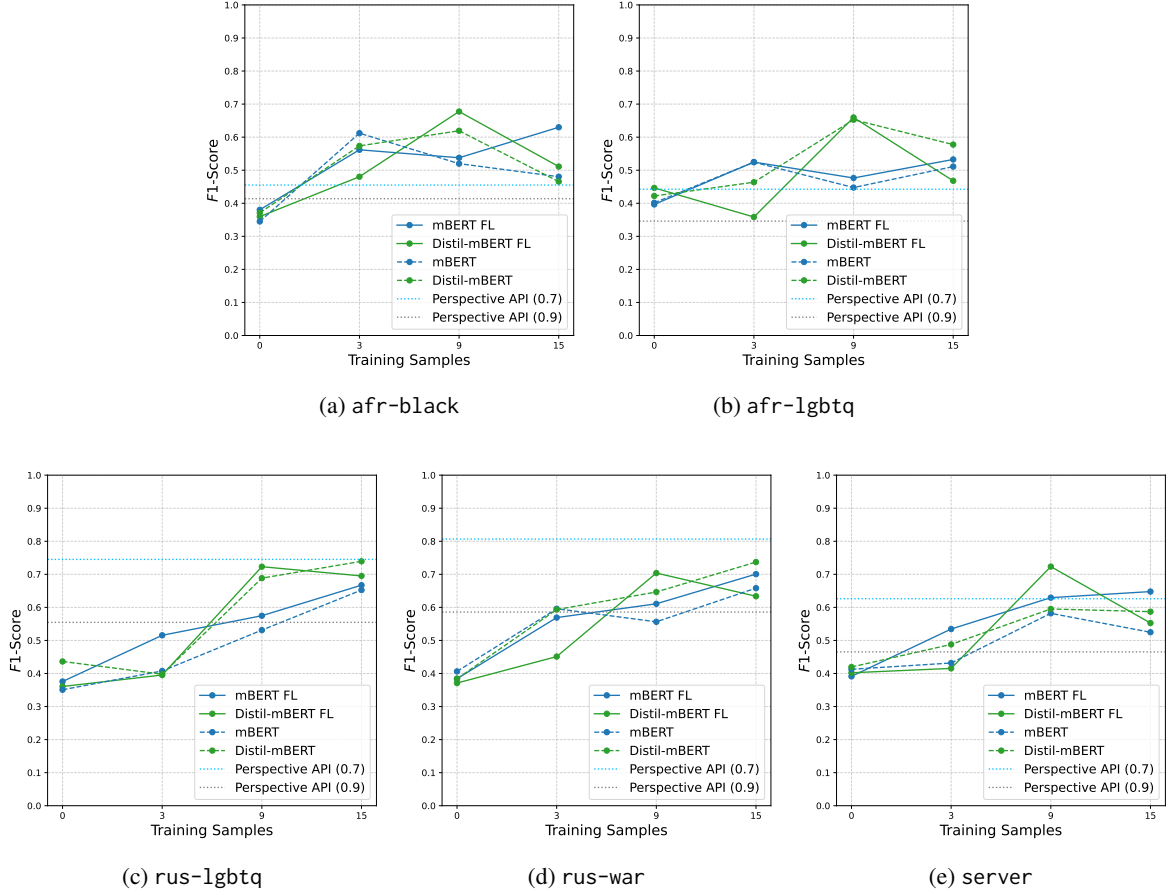 1.0
0.9
0.8
0.7
0.6
0.5
0.4
0.3
0.2
0.1
0.0
F1-Score
mBERT FL
Distil-mBERT FL
mBERT
Distil-mBERT
Perspective API (0.7)
Perspective API (0.9)
0 3 9 15
Training Samples
(a) afr-black
1.0
0.9
0.8
0.7
0.6
0.5
0.4
0.3
0.2
0.1
0.0
F1-Score
mBERT FL
Distil-mBERT FL
mBERT
Distil-mBERT
Perspective API (0.7)
Perspective API (0.9)
0 3 9 15
Training Samples
(b) afr-lgbtq
1.0
0.9
0.8
0.7
0.6
0.5
0.4
0.3
0.2
0.1
0.0
F1-Score
mBERT FL
Distil-mBERT FL
mBERT
Distil-mBERT
Perspective API (0.7)
Perspective API (0.9)
0 3 9 15
Training Samples
(c) rus-lgbtq
1.0
0.9
0.8
0.7
0.6
0.5
0.4
0.3
0.2
0.1
0.0
F1-Score
mBERT FL
Distil-mBERT FL
mBERT
Distil-mBERT
Perspective API (0.7)
Perspective API (0.9)
0 3 9 15
Training Samples
(d) rus-war
1.0
0.9
0.8
0.7
0.6
0.5
0.4
0.3
0.2
0.1
0.0
F1-Score
mBERT FL
Distil-mBERT FL
mBERT
Distil-mBERT
Perspective API (0.7)
Perspective API (0.9)
0 3 9 15
Training Samples
(e) server